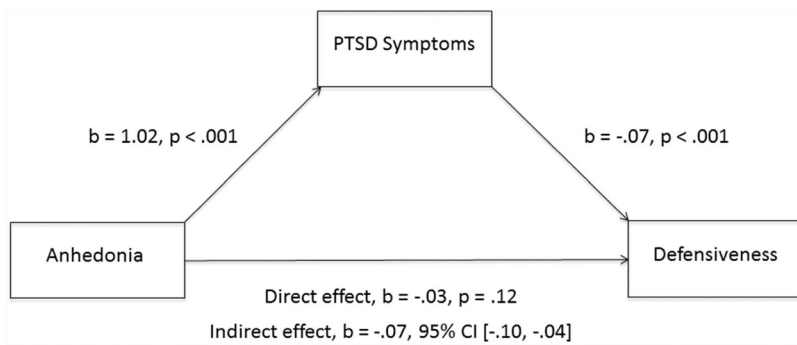 PTSD Symptoms
b = 1.02, p < .001
b = -.07, p < .001
Anhedonia
Defensiveness
Direct effect, b = -.03, p = .12
Indirect effect, b = -.07, 95% CI [-.10, -.04]